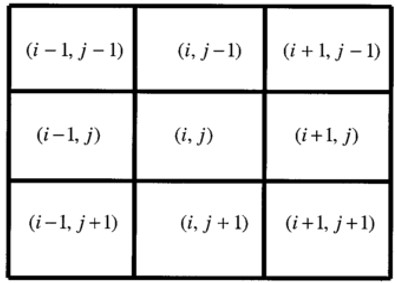 (i − 1, j − 1) (i, j−1) (i + 1, j − 1)
(i−1, j) (i, j) (i+1, j)
(i−1, j+1) (i, j + 1) (i+1, j+1)